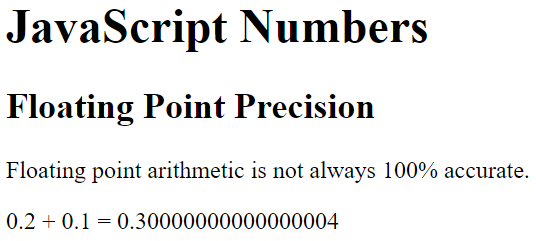 JavaScript Numbers
Floating Point Precision
Floating point arithmetic is not always 100% accurate.
0.2 + 0.1 = 0.30000000000000004